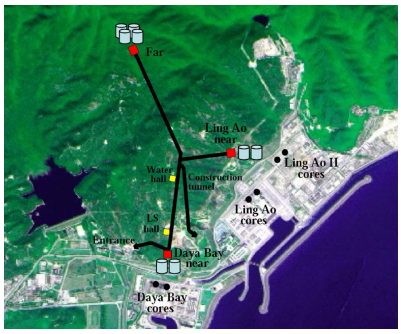 Far
Ling Ao
near
Ling Ao II
cores
Water
hall
Construction
tunnel
Ling Ao
cores
LS
hall
Entrance
Daya Bay
near
Daya Bay
cores